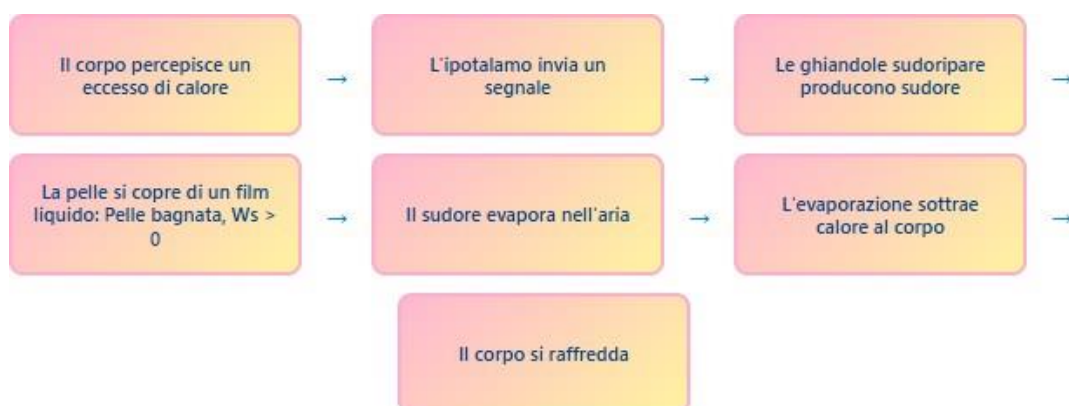 Il corpo percepisce un
eccesso di calore
→
L'ipotalamo invia un
segnale
→
Le ghiandole sudoripare
producono sudore
→
La pelle si copre di un film
liquido: Pelle bagnata, Ws >
0
→
Il sudore evapora nell'aria
→
L'evaporazione sottrae
calore al corpo
→
Il corpo si raffredda